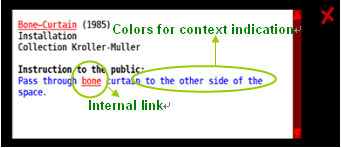 Bone-Curtain (1985)
Colors for context indication↵
Installation
Collection Kroller-Muller
Instruction to the public:
Pass through bone curtain to the other side of the
space.
Internal link↵